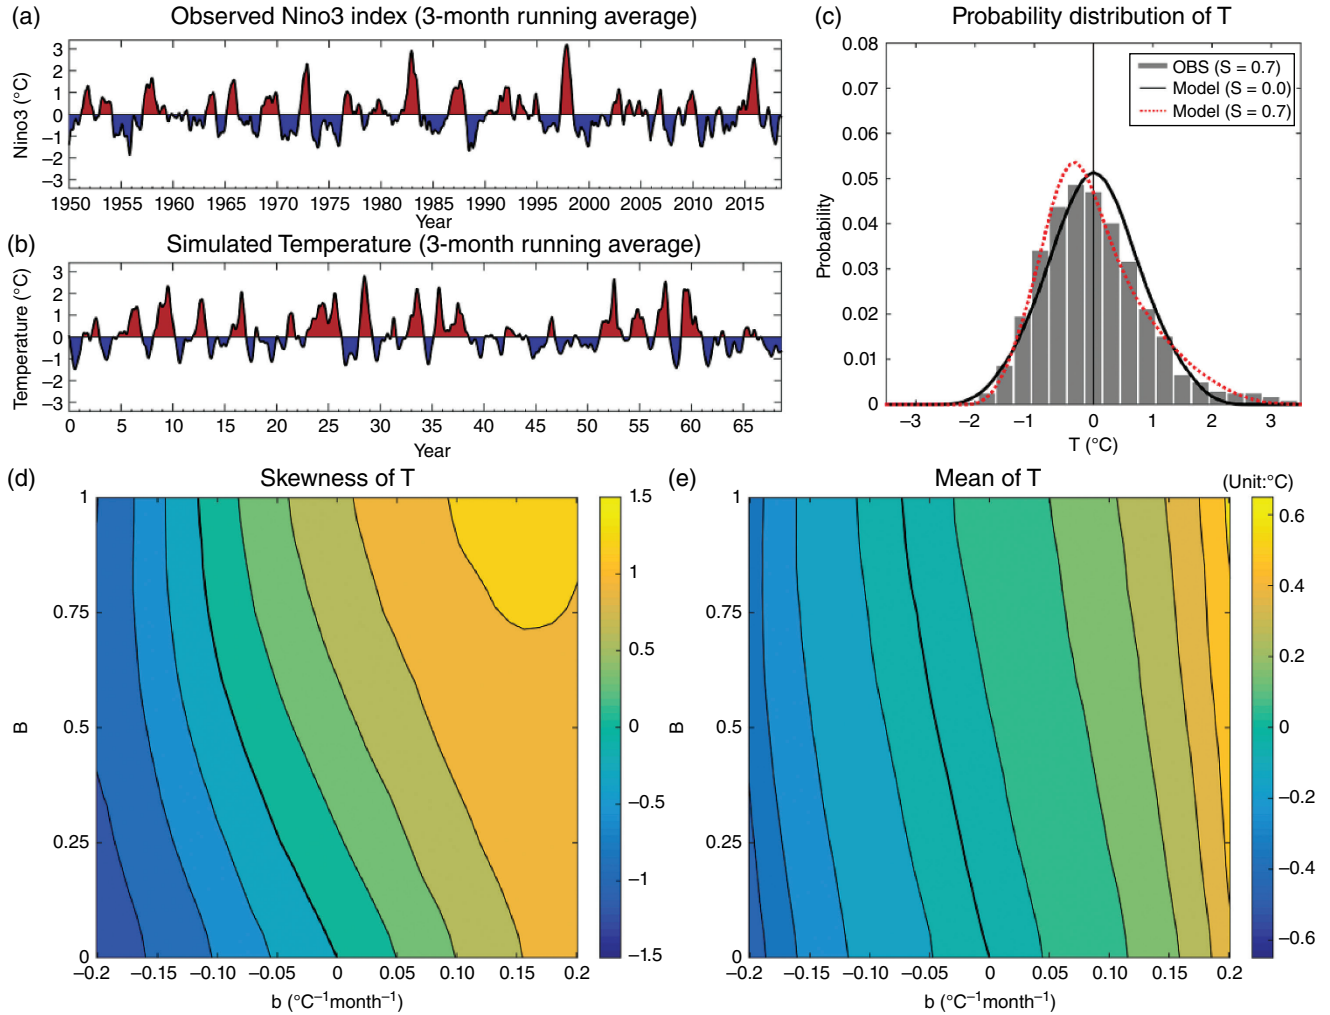 (a) Observed Nino3 index (3-month running average)
Nino3 (°C)
3
2
1
0
−1
−2
−3
1950 1955 1960 1965 1970 1975 1980 1985 1990 1995 2000 2005 2010 2015
Year
(b) Simulated Temperature (3-month running average)
Temperature (°C)
3
2
1
0
−1
−2
−3
0 5 10 15 20 25 30 35 40 45 50 55 60 65
Year
(c) Probability distribution of T
Probability
0.08
0.07
0.06
0.05
0.04
0.03
0.02
0.01
0
OBS (S = 0.7)
Model (S = 0.0)
Model (S = 0.7)
−3 −2 −1 0 1 2 3
T (°C)
(d) Skewness of T
B
1
0.75
0.5
0.25
0
−0.2 −0.15 −0.10 −0.05 0 0.05 0.10 0.15 0.2
b (°C⁻¹month⁻¹)
1.5
1
0.5
0
−0.5
−1
−1.5
(e) Mean of T
(Unit:°C)
B
1
0.75
0.5
0.25
0
−0.2 −0.15 −0.10 −0.05 0 0.05 0.10 0.15 0.2
b (°C⁻¹month⁻¹)
0.6
0.4
0.2
0
−0.2
−0.4
−0.6